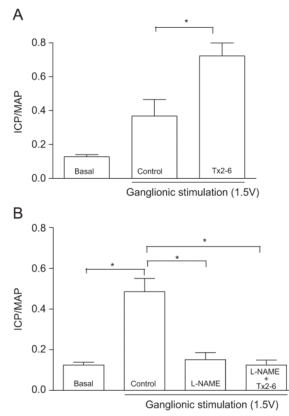 A
ICP/MAP
0.8
0.6
0.4
0.2
0.0
*
Basal
Control
Tx2-6
Ganglionic stimulation (1.5V)
B
ICP/MAP
0.8
0.6
0.4
0.2
0.0
*
*
*
Basal
Control
L-NAME
L-NAME
+
Tx2-6
Ganglionic stimulation (1.5V)